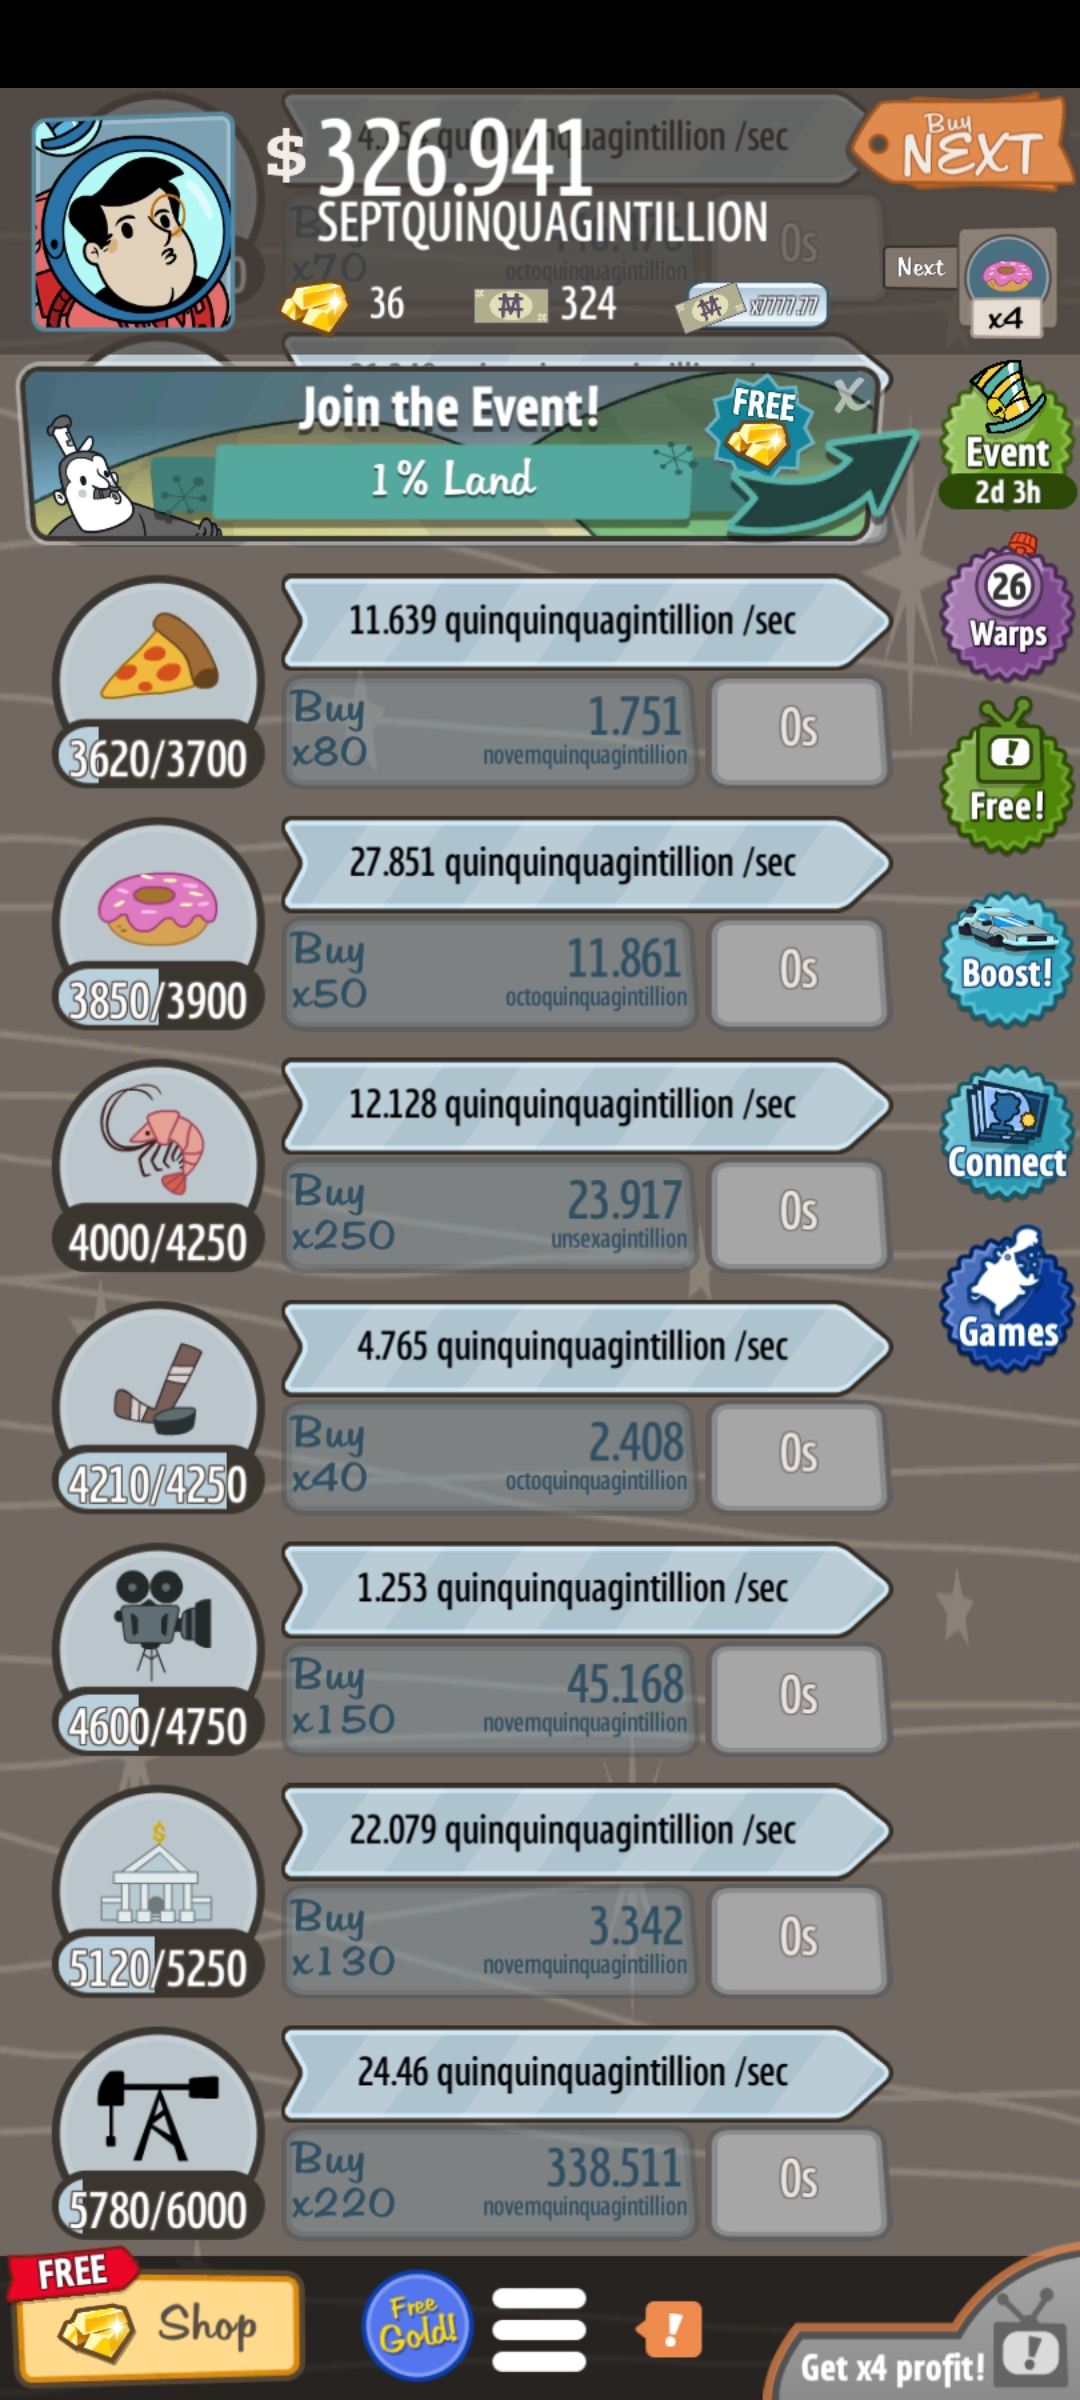 $ 326.941
SEPTQUINQUAGINTILLION
Buy
NEXT
x70
octoquinquagintillion
0s
36
324
x7777.77
Next
x4
Join the Event!
FREE
X
1% Land
Event
2d 3h
11.639 quinquinquagintillion /sec
Buy
x80
1.751
novemquinquagintillion
0s
3620/3700
26
Warps
Free!
27.851 quinquinquagintillion /sec
Buy
x50
11.861
octoquinquagintillion
0s
3850/3900
Boost!
12.128 quinquinquagintillion /sec
Buy
x250
23.917
unsexagintillion
0s
4000/4250
Connect
Games
4.765 quinquinquagintillion /sec
Buy
x40
2.408
octoquinquagintillion
0s
4210/4250
1.253 quinquinquagintillion /sec
Buy
x150
45.168
novemquinquagintillion
0s
4600/4750
22.079 quinquinquagintillion /sec
Buy
x130
3.342
novemquinquagintillion
0s
5120/5250
24.46 quinquinquagintillion /sec
Buy
x220
338.511
novemquinquagintillion
0s
5780/6000
FREE
Shop
Free
Gold!
!
Get x4 profit!
!